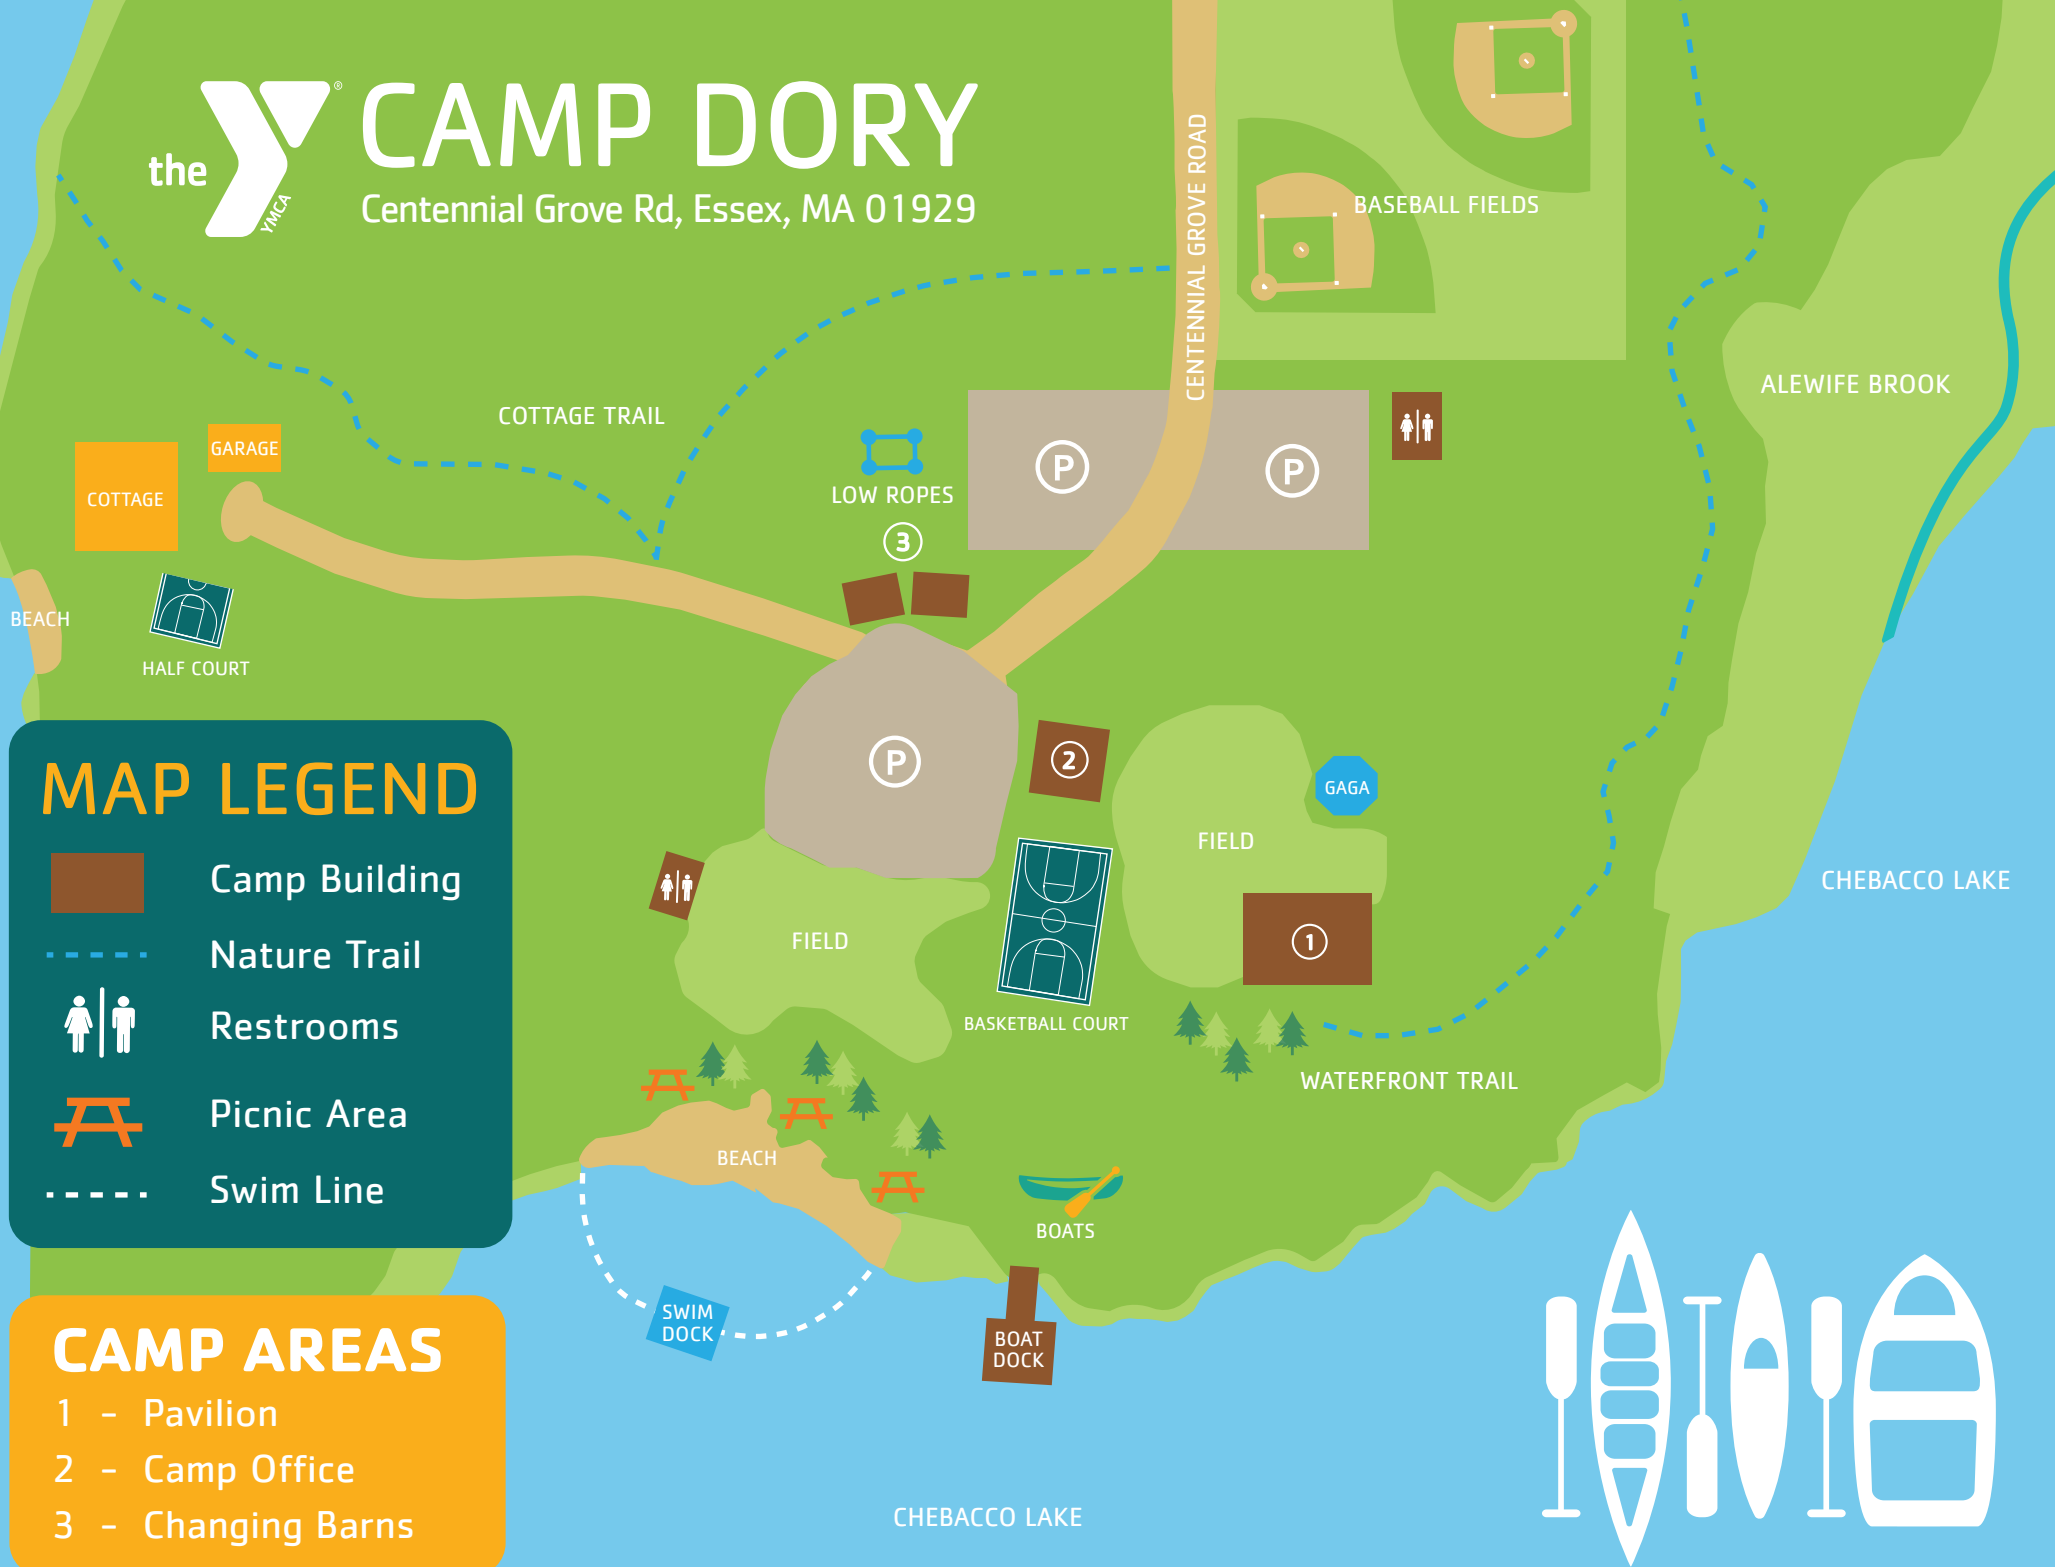 the
YMCA
®
CAMP DORY
Centennial Grove Rd, Essex, MA 01929
CENTENNIAL GROVE ROAD
BASEBALL FIELDS
ALEWIFE BROOK
COTTAGE TRAIL
GARAGE
COTTAGE
LOW ROPES
3
P
P
BEACH
HALF COURT
P
2
GAGA
FIELD
CHEBACCO LAKE
FIELD
1
BASKETBALL COURT
WATERFRONT TRAIL
BEACH
BOATS
SWIM
DOCK
BOAT
DOCK
CHEBACCO LAKE
MAP LEGEND
Camp Building
Nature Trail
Restrooms
Picnic Area
Swim Line
CAMP AREAS
1 - Pavilion
2 - Camp Office
3 - Changing Barns